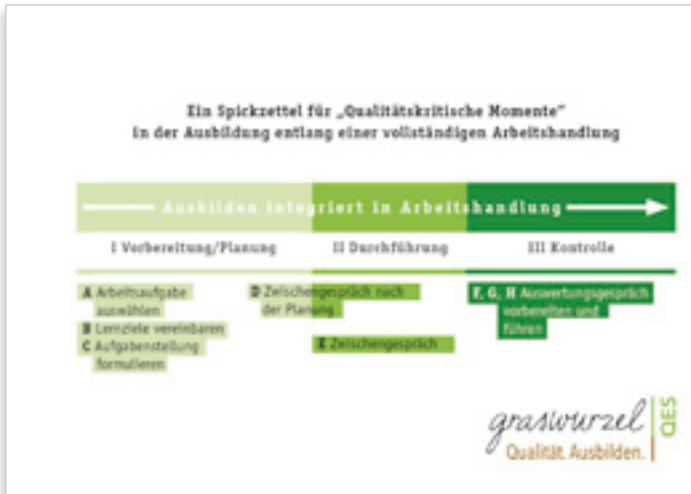 Ein Spickzettel für „Qualitätskritische Momente"
in der Ausbildung entlang einer vollständigen Arbeitshandlung
Ausbilden integriert in Arbeitshandlung
I Vorbereitung/Planung
II Durchführung
III Kontrolle
A Arbeitsaufgabe
auswählen
B Lernziele vereinbaren
C Aufgabenstellung
formulieren
D Zwischengespräch nach
der Planung
E Zwischengespräch
F, G, H Auswertungsgespräch
vorbereiten und
führen
graswurzel
QES
Qualität. Ausbilden.